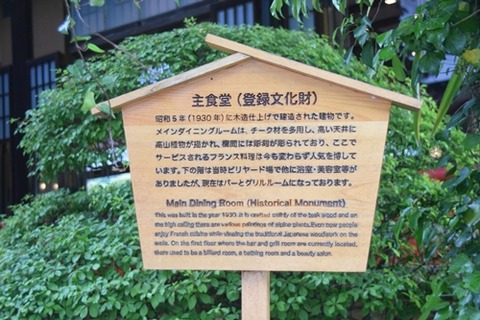 主食堂（登録文化財）
昭和５年（1930年）に木造仕上げで建造された建物です。
メインダイニングルームは、チーク材を多用し、高い天井に
高山植物が描かれ、欄間には彫刻が彫られており、ここで
サービスされるフランス料理は今も変わらず人気を博して
います。下の階は当時ビリヤード場で他に浴室・美容室等が
ありましたが、現在はバーとグリルルームになっております。
Main Dining Room (Historical Monument)
This was built in the year 1930 .It is crafted entirly of the teak wood and on
the high ceiling there are various paintings of alpine plants.Even now people
enjoy French cuisine while viewing the traditional Japanese woodwork on the
walls. On the first floor where the bar and grill room are currently located,
there used to be a billiard room, a bathing room and a beauty salon.